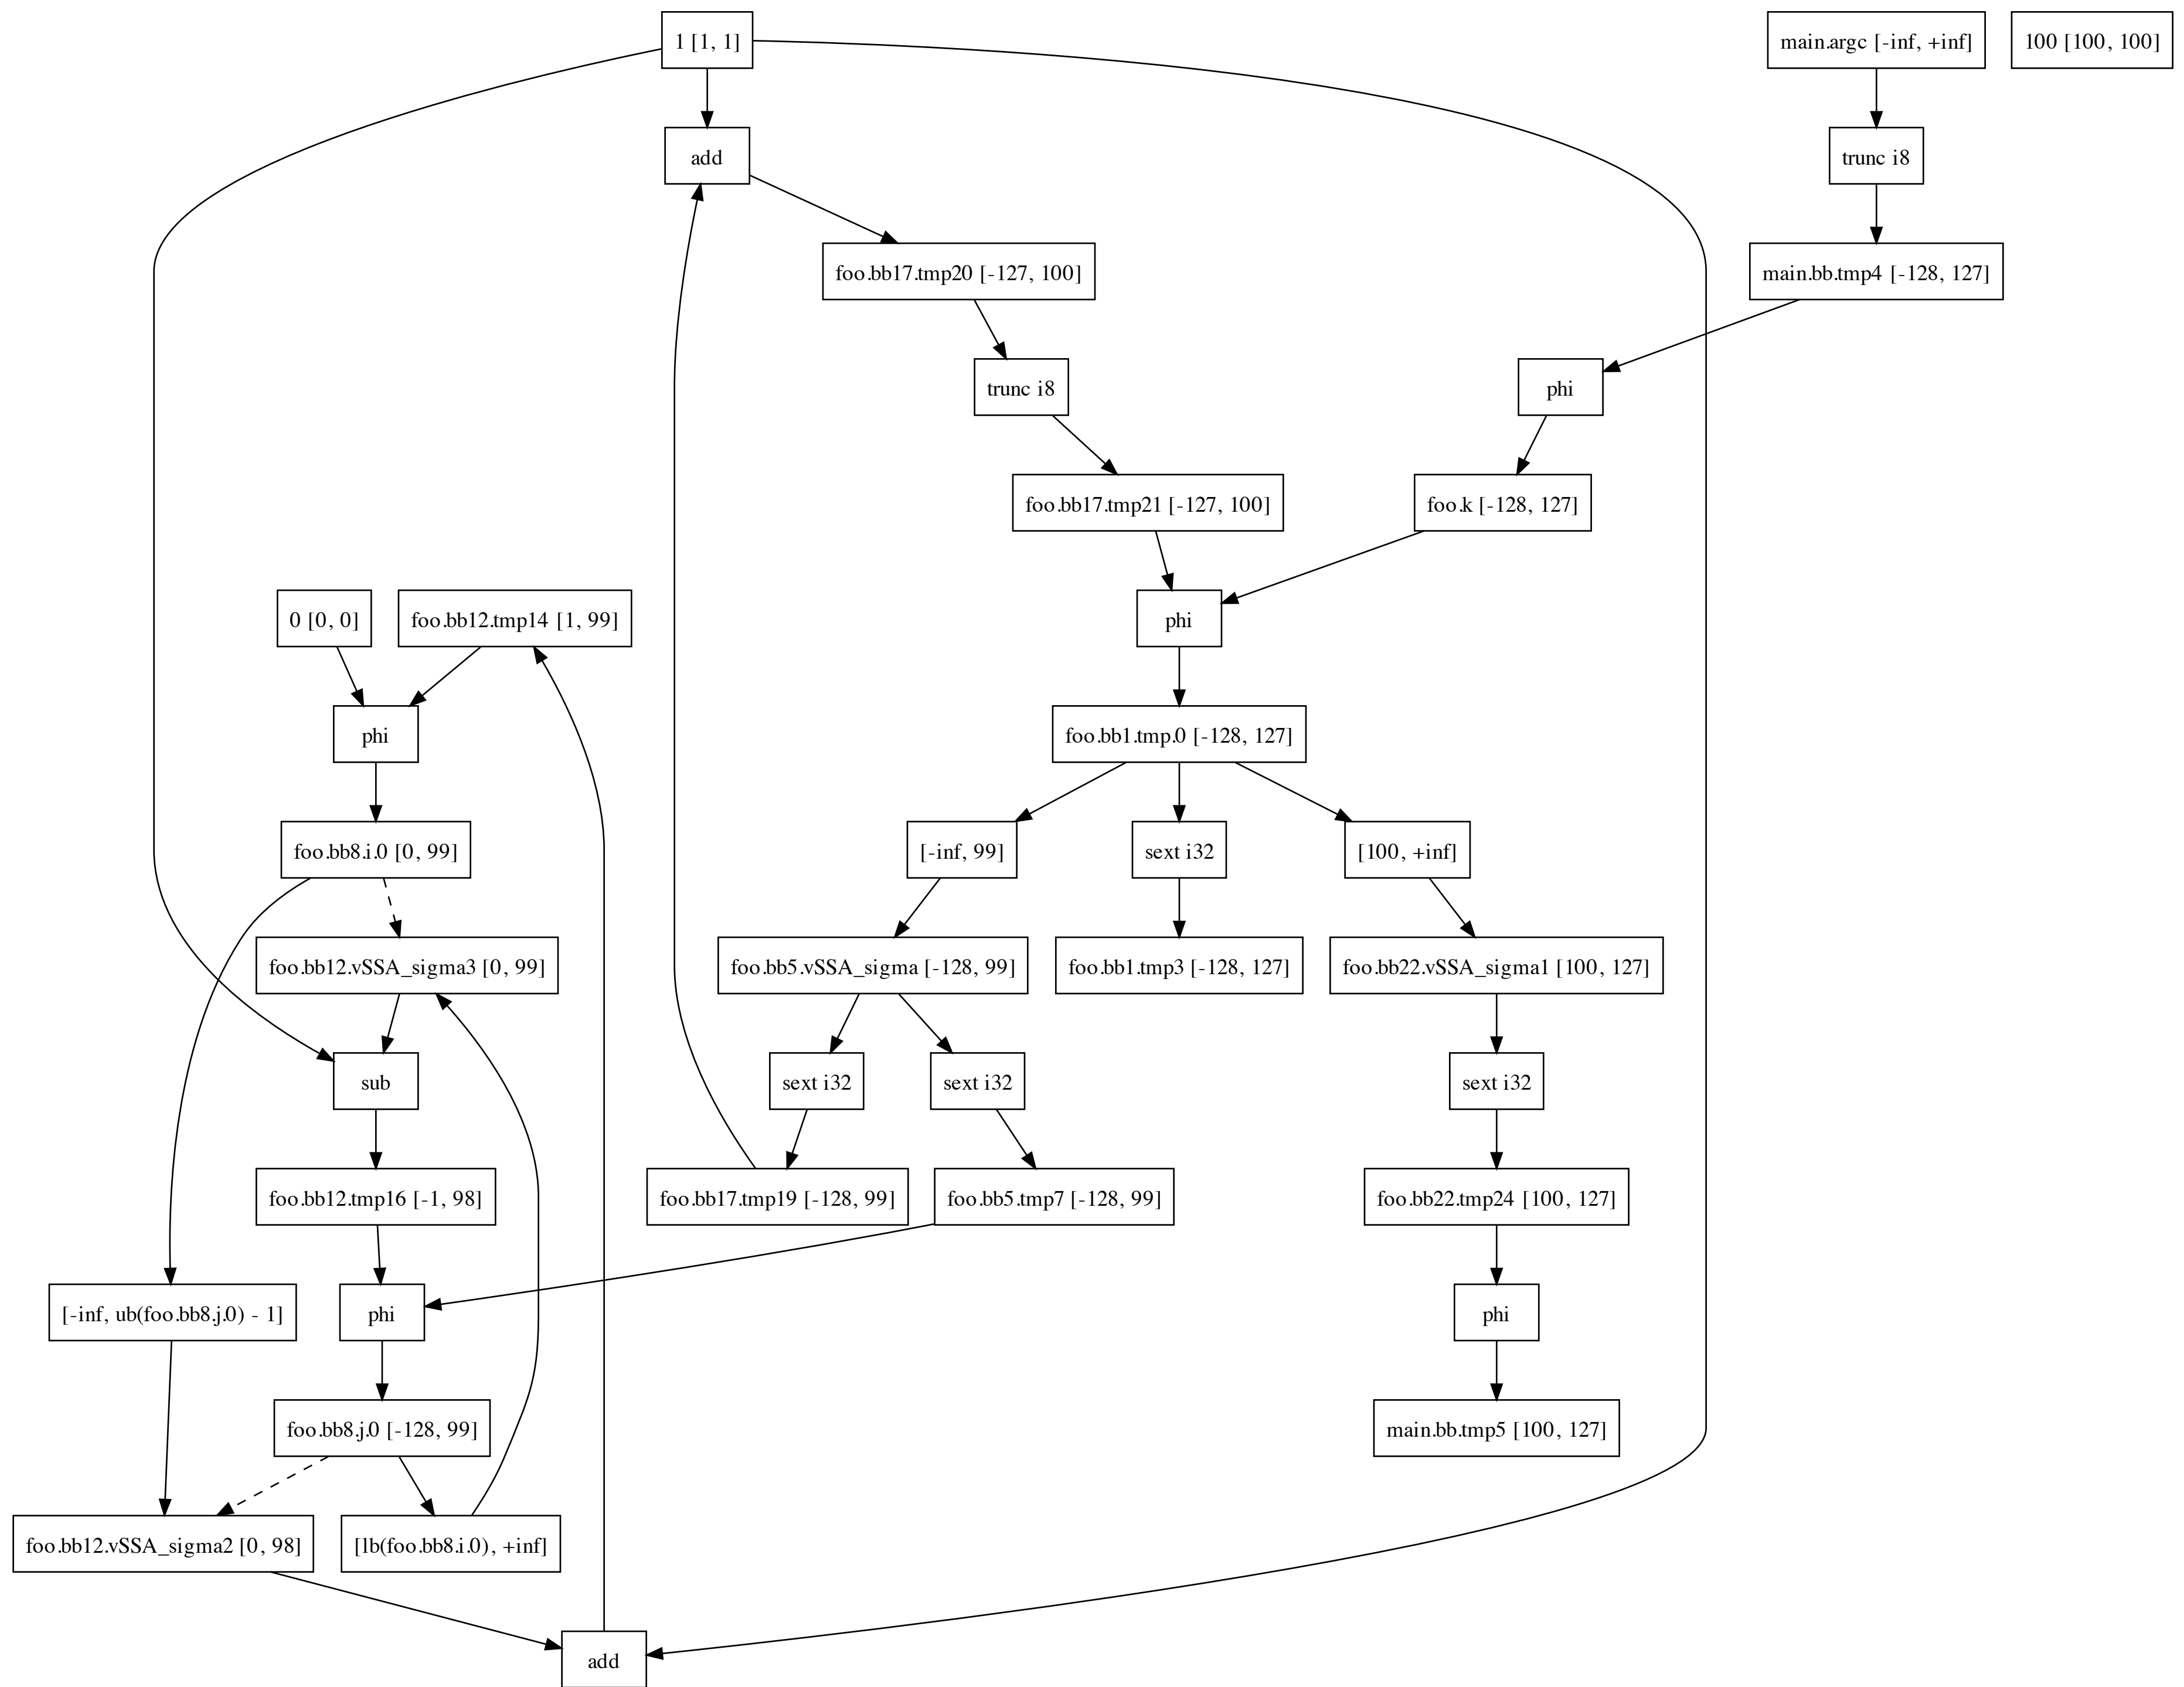 1 [1, 1]
main.argc [-inf, +inf]
100 [100, 100]
add
trunc i8
foo.bb17.tmp20 [-127, 100]
main.bb.tmp4 [-128, 127]
trunc i8
phi
foo.bb17.tmp21 [-127, 100]
foo.k [-128, 127]
0 [0, 0]
foo.bb12.tmp14 [1, 99]
phi
phi
foo.bb1.tmp.0 [-128, 127]
foo.bb8.i.0 [0, 99]
[-inf, 99]
sext i32
[100, +inf]
foo.bb12.vSSA_sigma3 [0, 99]
foo.bb5.vSSA_sigma [-128, 99]
foo.bb1.tmp3 [-128, 127]
foo.bb22.vSSA_sigma1 [100, 127]
sub
sext i32
sext i32
sext i32
foo.bb12.tmp16 [-1, 98]
foo.bb17.tmp19 [-128, 99]
foo.bb5.tmp7 [-128, 99]
foo.bb22.tmp24 [100, 127]
[-inf, ub(foo.bb8.j.0) - 1]
phi
phi
foo.bb8.j.0 [-128, 99]
main.bb.tmp5 [100, 127]
foo.bb12.vSSA_sigma2 [0, 98]
[lb(foo.bb8.i.0), +inf]
add